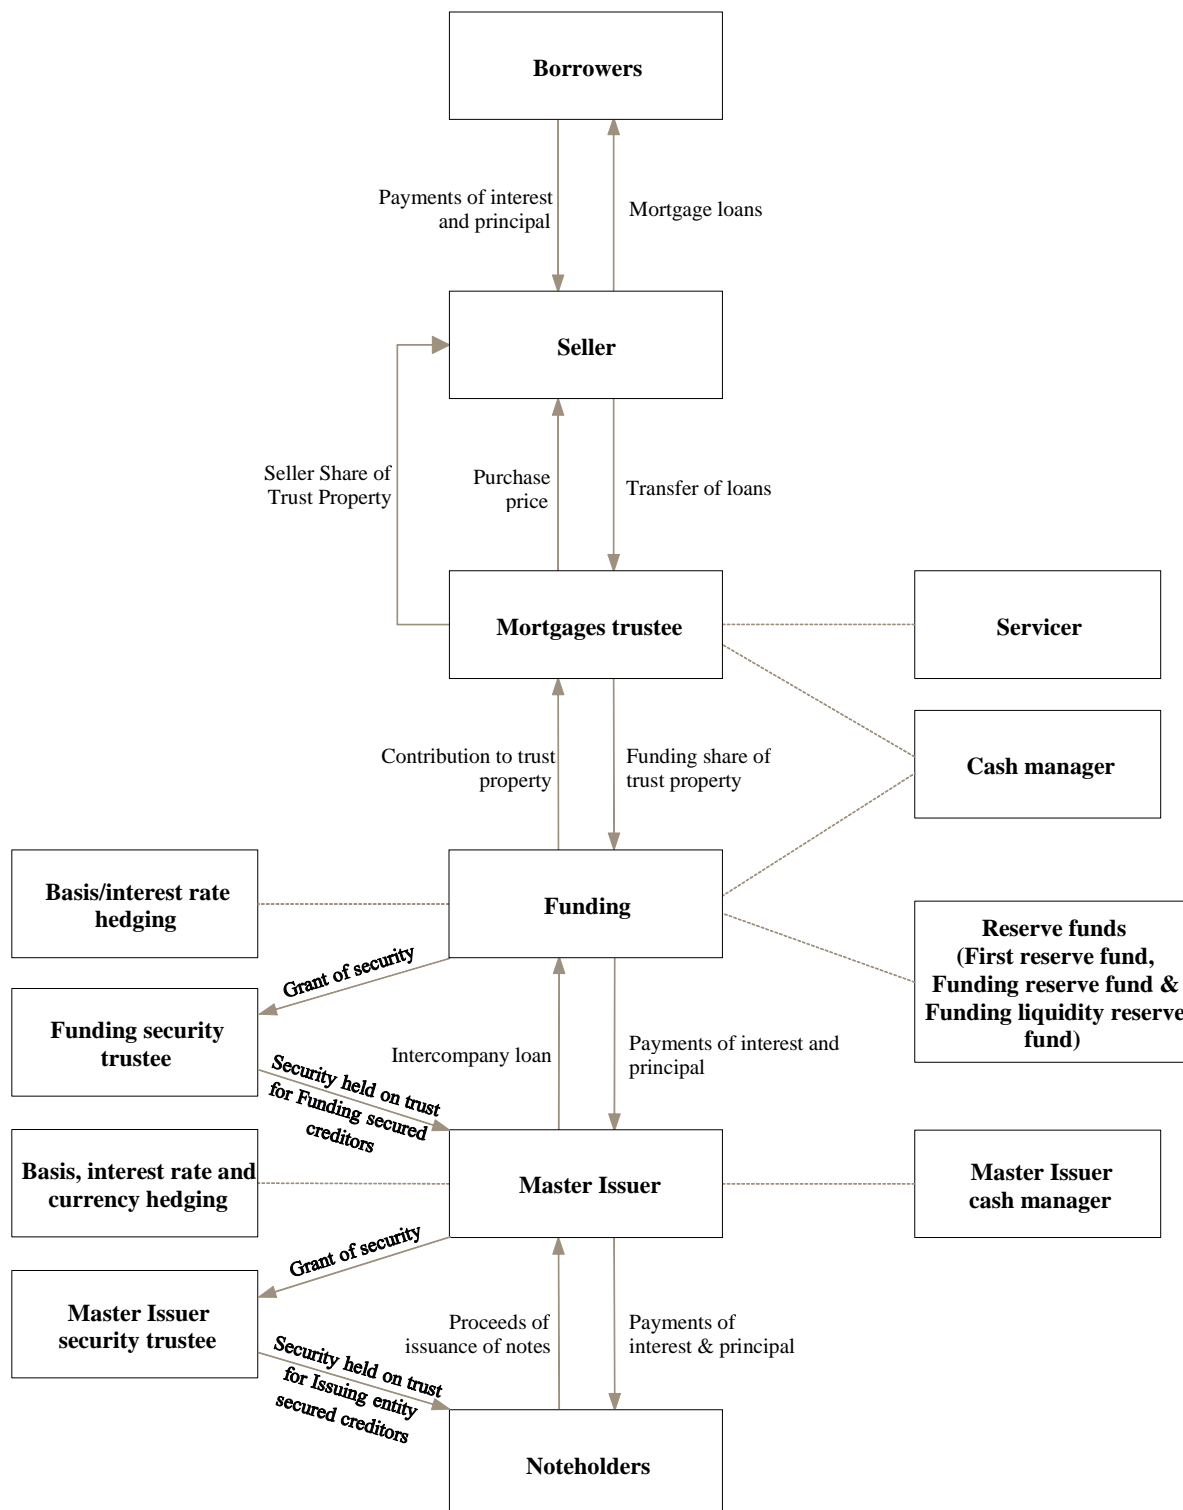 Borrowers
Payments of interest
and principal
Mortgage loans
Seller
Seller Share of
Trust Property
Purchase
price
Transfer of loans
Mortgages trustee
Servicer
Contribution to trust
property
Funding share of
trust property
Cash manager
Basis/interest rate
hedging
Funding
Reserve funds
(First reserve fund,
Funding reserve fund &
Funding liquidity reserve
fund)
Grant of security
Funding security
trustee
Security held on trust
for Funding secured
creditors
Intercompany loan
Payments of interest and
principal
Basis, interest rate and
currency hedging
Master Issuer
Master Issuer
cash manager
Grant of security
Master Issuer
security trustee
Security held on trust
for Issuing entity
secured creditors
Proceeds of
issuance of notes
Payments of
interest & principal
Noteholders